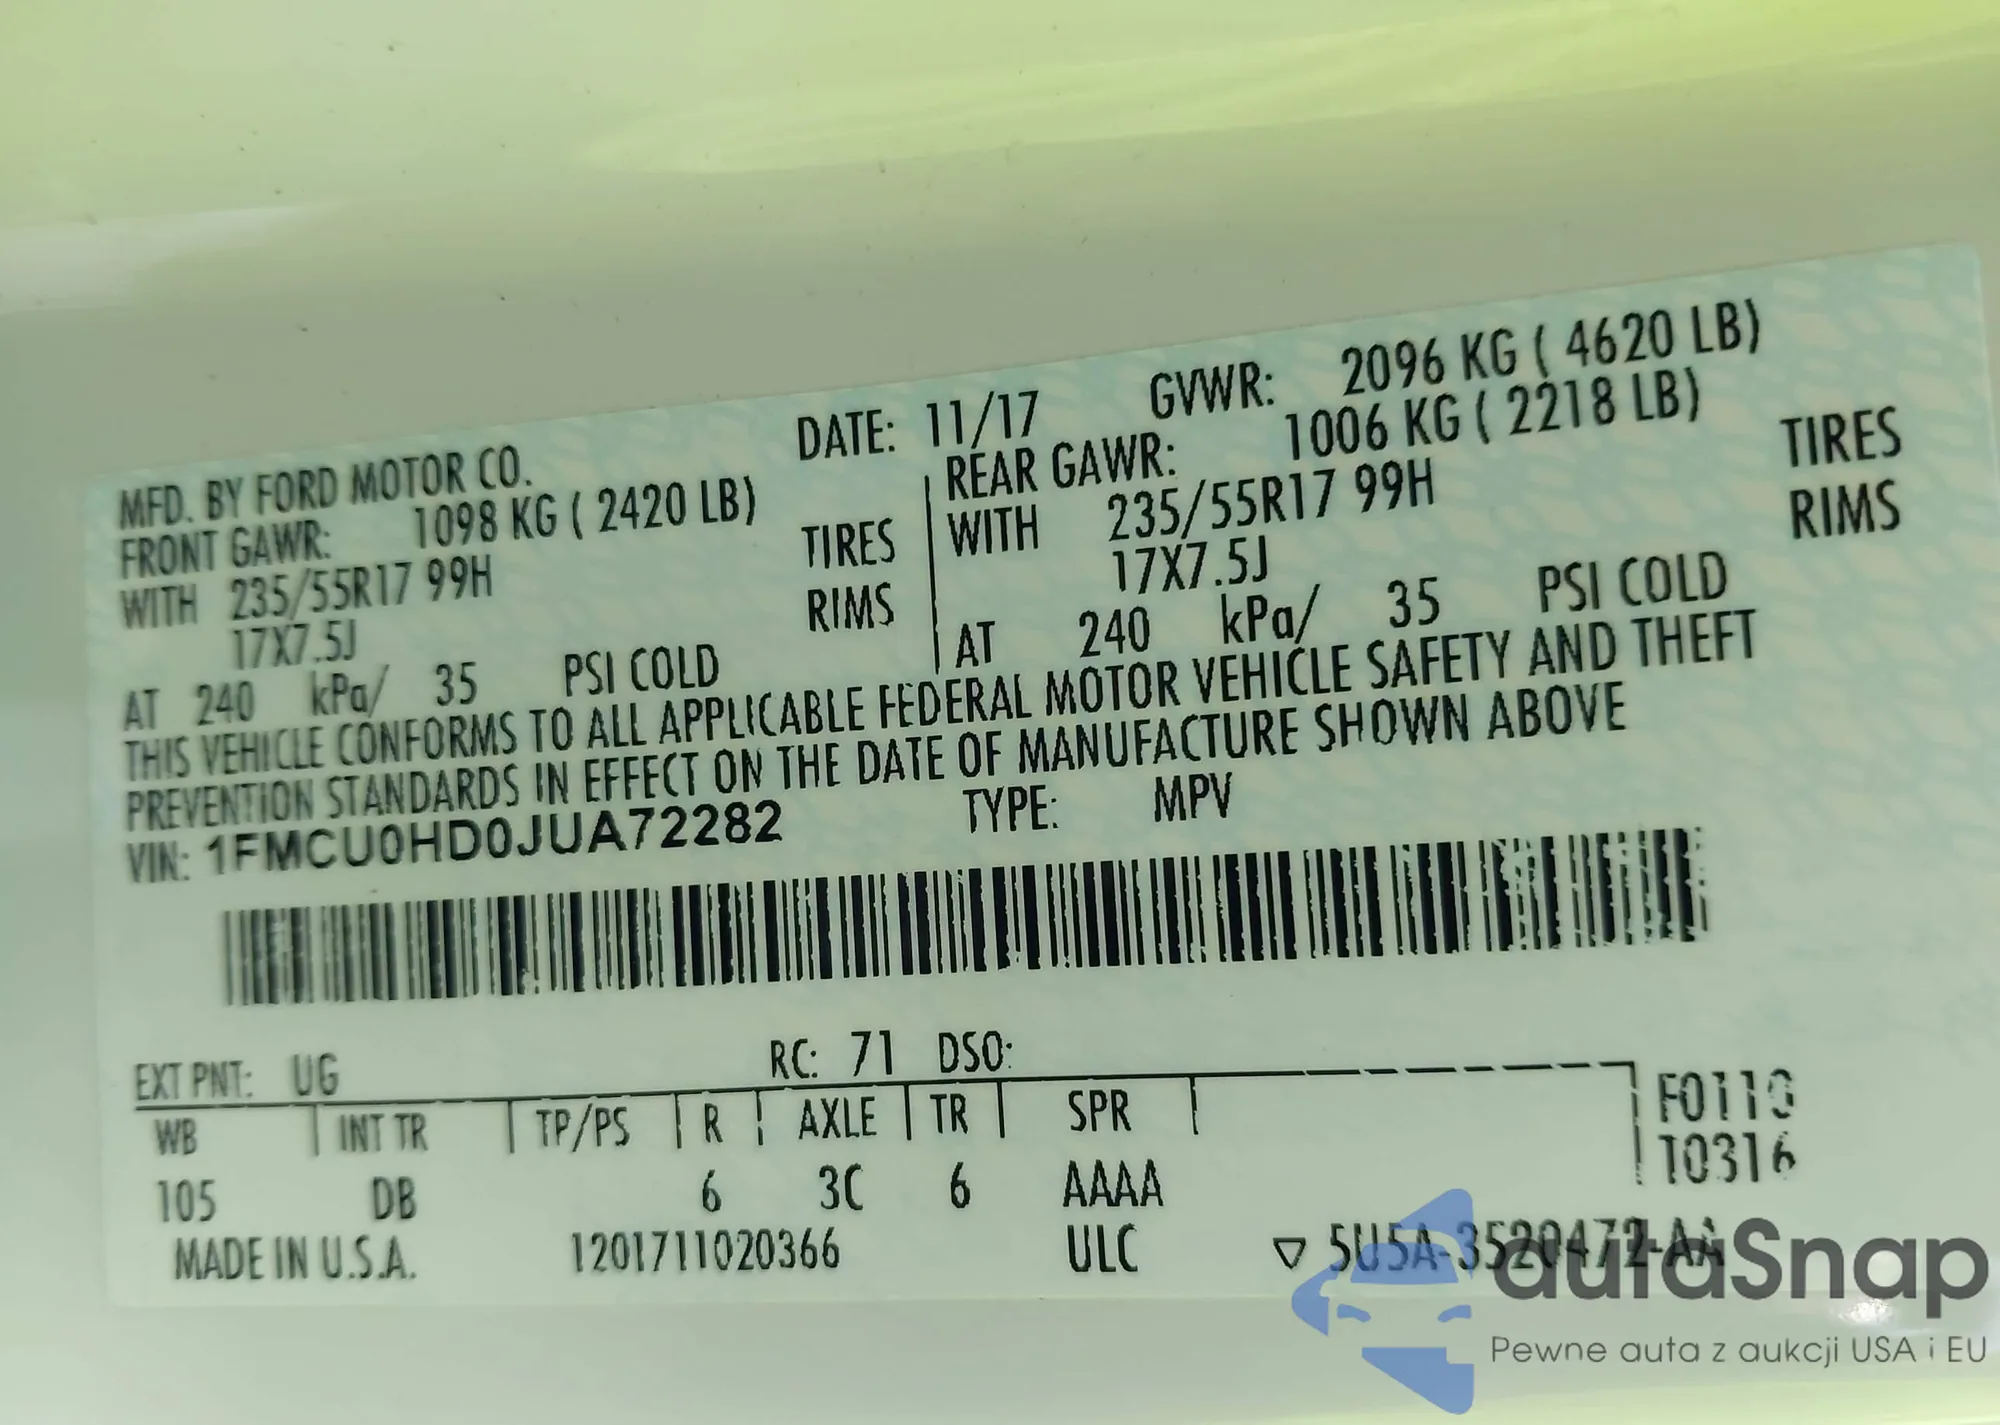 MFD. BY FORD MOTOR CO. DATE: 11/17 GVWR: 2096 KG ( 4620 LB)
FRONT GAWR: 1098 KG ( 2420 LB) REAR GAWR: 1006 KG ( 2218 LB)
WITH 235/55R17 99H TIRES WITH 235/55R17 99H TIRES
17X7.5J RIMS 17X7.5J RIMS
AT 240 kPa/ 35 PSI COLD AT 240 kPa/ 35 PSI COLD
THIS VEHICLE CONFORMS TO ALL APPLICABLE FEDERAL MOTOR VEHICLE SAFETY AND THEFT
PREVENTION STANDARDS IN EFFECT ON THE DATE OF MANUFACTURE SHOWN ABOVE
VIN: 1FMCU0HD0JUA72282 TYPE: MPV
EXT PNT: UG RC: 71 DSO:
WB INT TR TP/PS R AXLE TR SPR F0110
T0316
105 DB 6 3C 6 AAAA
MADE IN U.S.A. 1201711020366 ULC ▽ 5U5A-3520472-AA
autaSnap
Pewne auta z aukcji USA i EU